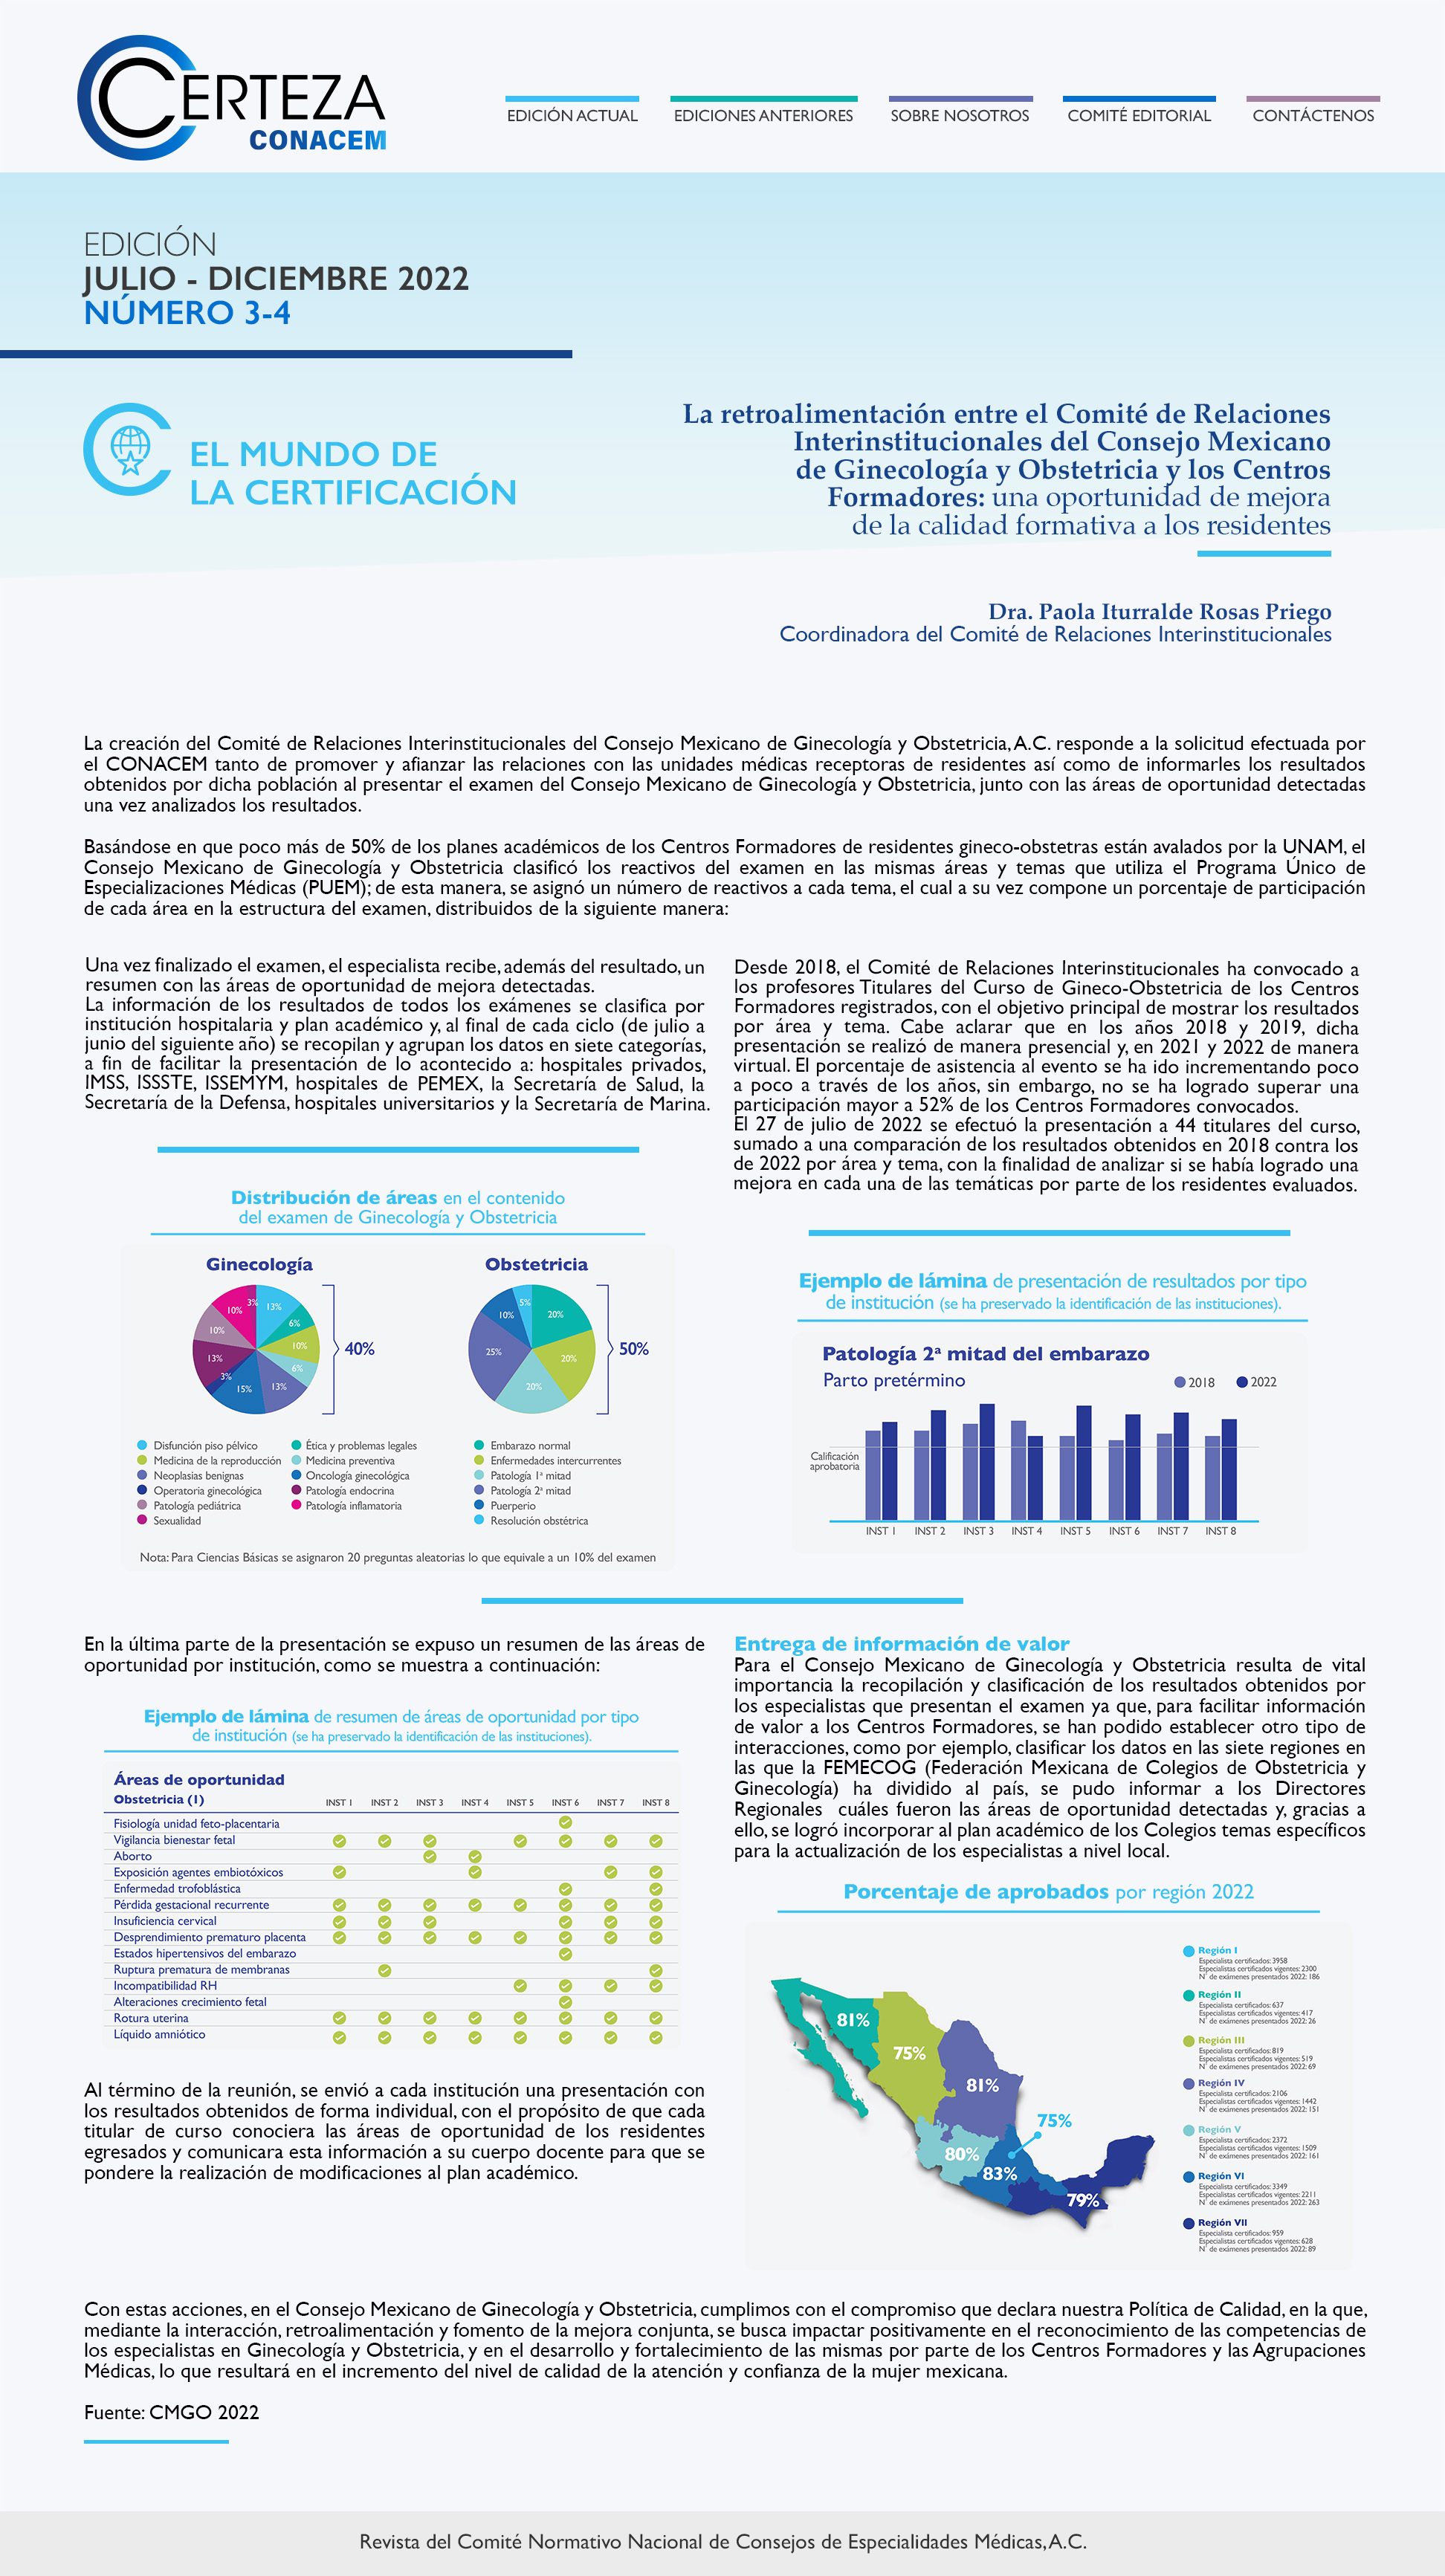 CERTEZA
CONACEM
EDICIÓN ACTUAL
EDICIONES ANTERIORES
SOBRE NOSOTROS
COMITÉ EDITORIAL
CONTÁCTENOS
EDICIÓN
JULIO - DICIEMBRE 2022
NÚMERO 3-4
EL MUNDO DE
LA CERTIFICACIÓN
La retroalimentación entre el Comité de Relaciones
Interinstitucionales del Consejo Mexicano
de Ginecología y Obstetricia y los Centros
Formadores: una oportunidad de mejora
de la calidad formativa a los residentes
Dra. Paola Iturralde Rosas Priego
Coordinadora del Comité de Relaciones Interinstitucionales
La creación del Comité de Relaciones Interinstitucionales del Consejo Mexicano de Ginecología y Obstetricia, A.C. responde a la solicitud efectuada por
el CONACEM tanto de promover y afianzar las relaciones con las unidades médicas receptoras de residentes así como de informarles los resultados
obtenidos por dicha población al presentar el examen del Consejo Mexicano de Ginecología y Obstetricia, junto con las áreas de oportunidad detectadas
una vez analizados los resultados.
Basándose en que poco más de 50% de los planes académicos de los Centros Formadores de residentes gineco-obstetras están avalados por la UNAM, el
Consejo Mexicano de Ginecología y Obstetricia clasificó los reactivos del examen en las mismas áreas y temas que utiliza el Programa Único de
Especializaciones Médicas (PUEM); de esta manera, se asignó un número de reactivos a cada tema, el cual a su vez compone un porcentaje de participación
de cada área en la estructura del examen, distribuidos de la siguiente manera:
Una vez finalizado el examen, el especialista recibe, además del resultado, un
resumen con las áreas de oportunidad de mejora detectadas.
La información de los resultados de todos los exámenes se clasifica por
institución hospitalaria y plan académico y, al final de cada ciclo (de julio a
junio del siguiente año) se recopilan y agrupan los datos en siete categorías,
a fin de facilitar la presentación de lo acontecido a: hospitales privados,
IMSS, ISSSTE, ISSEMYM, hospitales de PEMEX, la Secretaría de Salud, la
Secretaría de la Defensa, hospitales universitarios y la Secretaría de Marina.
Distribución de áreas en el contenido
del examen de Ginecología y Obstetricia
Ginecología
13%
6%
10%
6%
13%
15%
3%
13%
10%
10%
3%
40%
Obstetricia
20%
20%
20%
25%
10%
5%
50%
Disfunción piso pélvico
Medicina de la reproducción
Neoplasias benignas
Operatoria ginecológica
Patología pediátrica
Sexualidad
Ética y problemas legales
Medicina preventiva
Oncología ginecológica
Patología endocrina
Patología inflamatoria
Embarazo normal
Enfermedades intercurrentes
Patología 1ª mitad
Patología 2ª mitad
Puerperio
Resolución obstétrica
Nota: Para Ciencias Básicas se asignaron 20 preguntas aleatorias lo que equivale a un 10% del examen
Desde 2018, el Comité de Relaciones Interinstitucionales ha convocado a
los profesores Titulares del Curso de Gineco-Obstetricia de los Centros
Formadores registrados, con el objetivo principal de mostrar los resultados
por área y tema. Cabe aclarar que en los años 2018 y 2019, dicha
presentación se realizó de manera presencial y, en 2021 y 2022 de manera
virtual. El porcentaje de asistencia al evento se ha ido incrementando poco
a poco a través de los años, sin embargo, no se ha logrado superar una
participación mayor a 52% de los Centros Formadores convocados.
El 27 de julio de 2022 se efectuó la presentación a 44 titulares del curso,
sumado a una comparación de los resultados obtenidos en 2018 contra los
de 2022 por área y tema, con la finalidad de analizar si se había logrado una
mejora en cada una de las temáticas por parte de los residentes evaluados.
Ejemplo de lámina de presentación de resultados por tipo
de institución (se ha preservado la identificación de las instituciones).
Patología 2ª mitad del embarazo
Parto pretérmino
2018
2022
Calificación
aprobatoria
INST 1
INST 2
INST 3
INST 4
INST 5
INST 6
INST 7
INST 8
En la última parte de la presentación se expuso un resumen de las áreas de
oportunidad por institución, como se muestra a continuación:
Ejemplo de lámina de resumen de áreas de oportunidad por tipo
de institución (se ha preservado la identificación de las instituciones).
Áreas de oportunidad
Obstetricia (1)
INST 1
INST 2
INST 3
INST 4
INST 5
INST 6
INST 7
INST 8
Fisiología unidad feto-placentaria
Vigilancia bienestar fetal
Aborto
Exposición agentes embiotóxicos
Enfermedad trofoblástica
Pérdida gestacional recurrente
Insuficiencia cervical
Desprendimiento prematuro placenta
Estados hipertensivos del embarazo
Ruptura prematura de membranas
Incompatibilidad RH
Alteraciones crecimiento fetal
Rotura uterina
Líquido amniótico
Al término de la reunión, se envió a cada institución una presentación con
los resultados obtenidos de forma individual, con el propósito de que cada
titular de curso conociera las áreas de oportunidad de los residentes
egresados y comunicara esta información a su cuerpo docente para que se
pondere la realización de modificaciones al plan académico.
Entrega de información de valor
Para el Consejo Mexicano de Ginecología y Obstetricia resulta de vital
importancia la recopilación y clasificación de los resultados obtenidos por
los especialistas que presentan el examen ya que, para facilitar información
de valor a los Centros Formadores, se han podido establecer otro tipo de
interacciones, como por ejemplo, clasificar los datos en las siete regiones en
las que la FEMECOG (Federación Mexicana de Colegios de Obstetricia y
Ginecología) ha dividido al país, se pudo informar a los Directores
Regionales cuáles fueron las áreas de oportunidad detectadas y, gracias a
ello, se logró incorporar al plan académico de los Colegios temas específicos
para la actualización de los especialistas a nivel local.
Porcentaje de aprobados por región 2022
81%
75%
81%
75%
80%
83%
79%
Región I
Especialista certificados: 3958
Especialistas certificados vigentes: 2300
N° de exámenes presentados 2022: 186
Región II
Especialista certificados: 637
Especialistas certificados vigentes: 417
N° de exámenes presentados 2022: 26
Región III
Especialista certificados: 819
Especialistas certificados vigentes: 519
N° de exámenes presentados 2022: 69
Región IV
Especialista certificados: 2106
Especialistas certificados vigentes: 1442
N° de exámenes presentados 2022: 151
Región V
Especialista certificados: 2372
Especialistas certificados vigentes: 1509
N° de exámenes presentados 2022: 161
Región VI
Especialista certificados: 3349
Especialistas certificados vigentes: 2211
N° de exámenes presentados 2022: 263
Región VII
Especialista certificados: 959
Especialistas certificados vigentes: 628
N° de exámenes presentados 2022: 89
Con estas acciones, en el Consejo Mexicano de Ginecología y Obstetricia, cumplimos con el compromiso que declara nuestra Política de Calidad, en la que,
mediante la interacción, retroalimentación y fomento de la mejora conjunta, se busca impactar positivamente en el reconocimiento de las competencias de
los especialistas en Ginecología y Obstetricia, y en el desarrollo y fortalecimiento de las mismas por parte de los Centros Formadores y las Agrupaciones
Médicas, lo que resultará en el incremento del nivel de calidad de la atención y confianza de la mujer mexicana.
Fuente: CMGO 2022
Revista del Comité Normativo Nacional de Consejos de Especialidades Médicas, A.C.